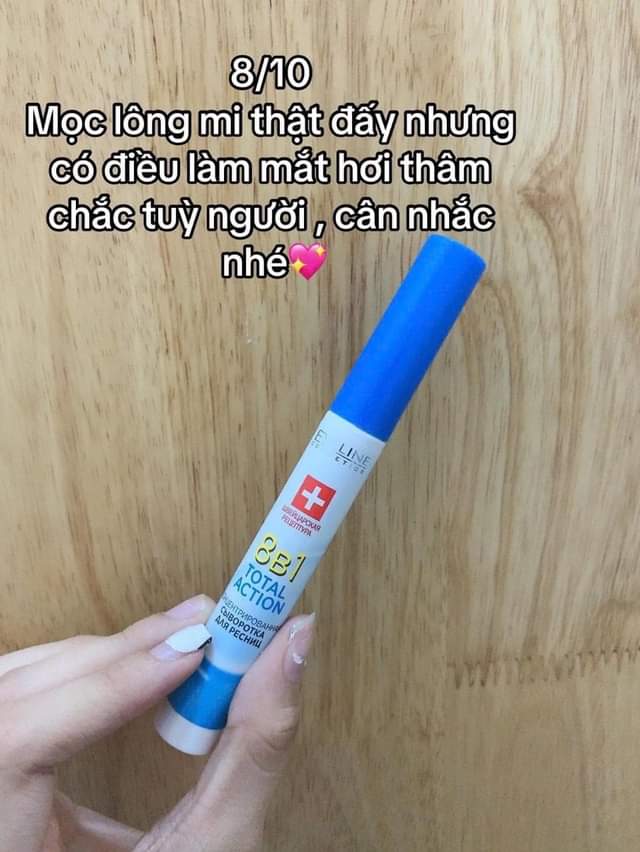 8/10
Mọc lông mi thật đấy nhưng
có điều làm mắt hơi thâm
chắc tuỳ người , cân nhắc
nhé💖
LINE
ШВЕЙЦАРСКАЯ
РЕЦЕПТУРА
8в1
TOTAL
ACTION
СЫВОРОТКА
ДЛЯ РЕСНИЦ